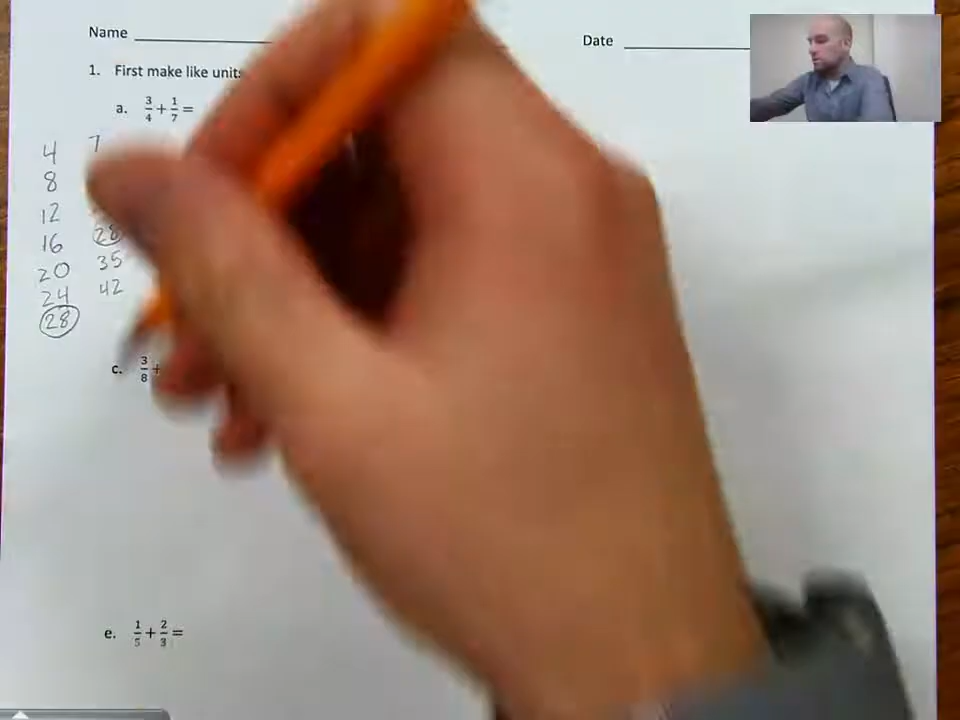 Name
Date
1. First make like units
a. 3/4 + 1/7 =
4 7
8
12
16 28
20 35
24 42
28
c. 3/8 +
e. 1/5 + 2/3 =